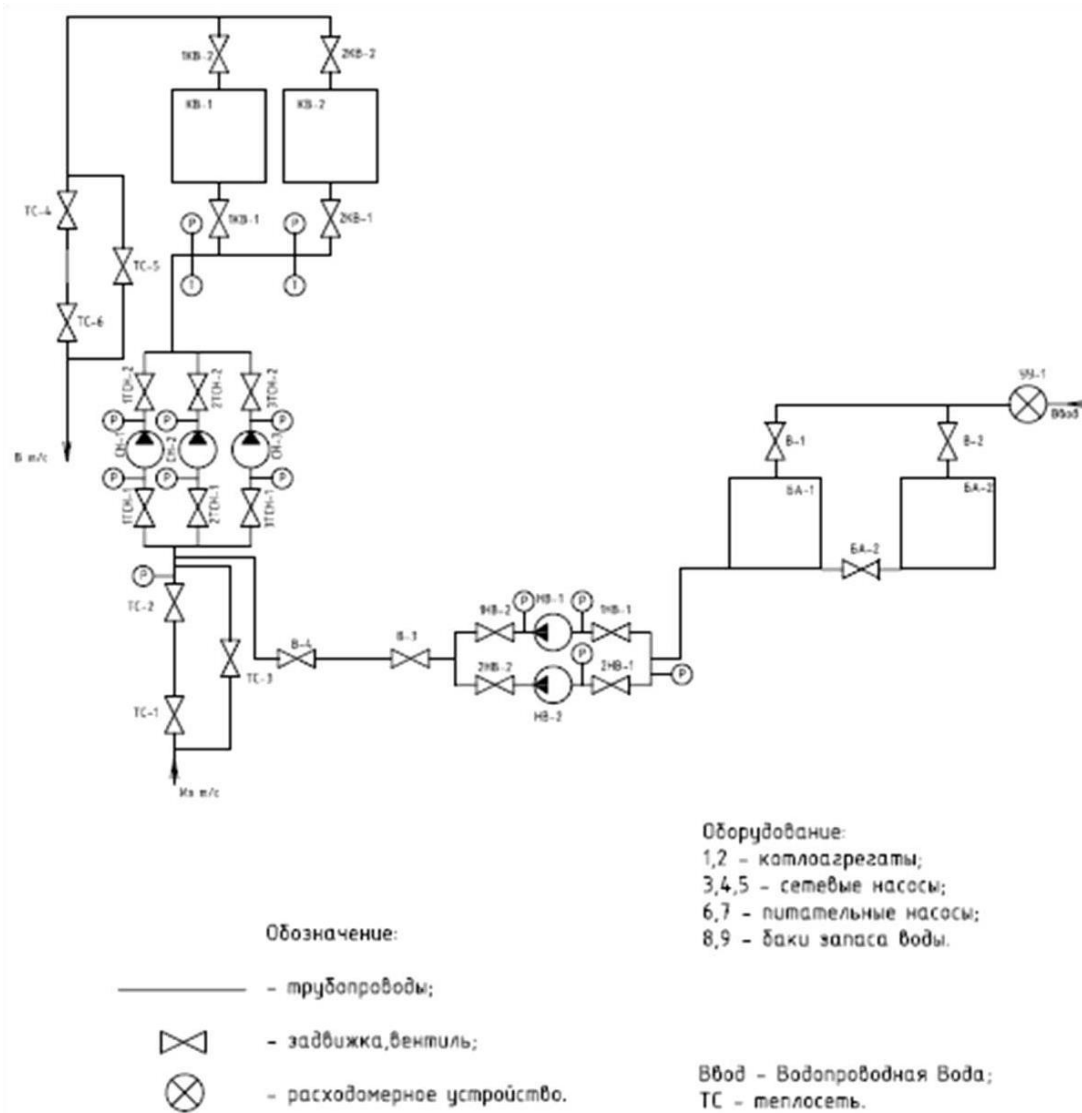 1КВ-2
2КВ-2
КВ-1
КВ-2
1КВ-1
2КВ-1
Р
Р
ТС-4
ТС-5
ТС-6
1ТСН-2
2ТСН-2
3ТСН-2
Р
Р
Р
СН-1
СН-2
СН-3
Р
Р
Р
1ТСН-1
2ТСН-1
3ТСН-1
В т/с
УУ-1
Ввод
В-1
В-2
БА-1
БА-2
БА-2
Р
ТС-2
ТС-3
ТС-1
Из т/с
В-4
1НВ-2
Р
НВ-1
Р
1НВ-1
2НВ-2
Р
2НВ-1
Р
НВ-2
Оборудование:
1,2 – котлоагрегаты;
3,4,5 – сетевые насосы;
6,7 – питательные насосы;
8,9 – баки запаса воды.
Обозначение:
– трубопроводы;
– задвижка,вентиль;
– расходомерное устройство.
Ввод – Водопроводная Вода;
ТС – теплосеть.